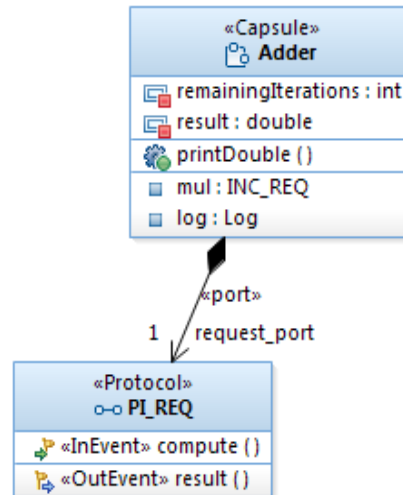 «Capsule»
Adder
remainingIterations : int
result : double
printDouble ( )
mul : INC_REQ
log : Log
«port»
1 request_port
«Protocol»
PI_REQ
«InEvent» compute ( )
«OutEvent» result ( )